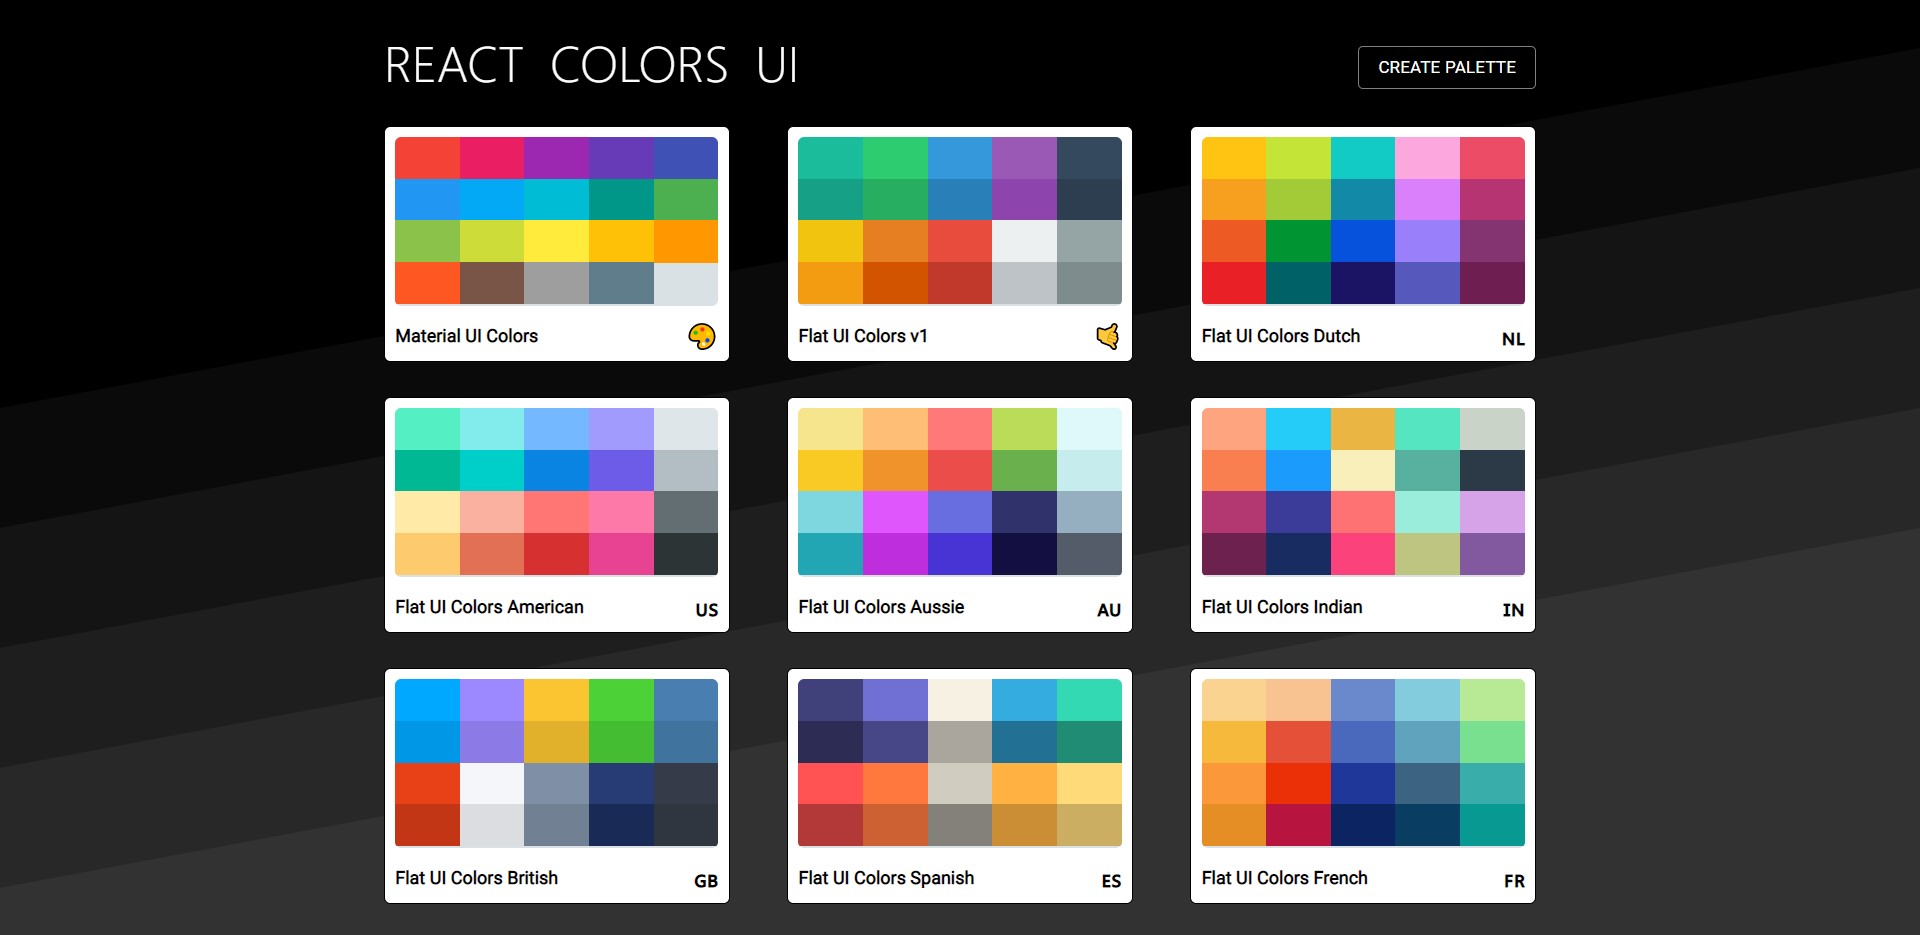 REACT COLORS UI
CREATE PALETTE
Material UI Colors
Flat UI Colors v1
Flat UI Colors Dutch NL
Flat UI Colors American US
Flat UI Colors Aussie AU
Flat UI Colors Indian IN
Flat UI Colors British GB
Flat UI Colors Spanish ES
Flat UI Colors French FR